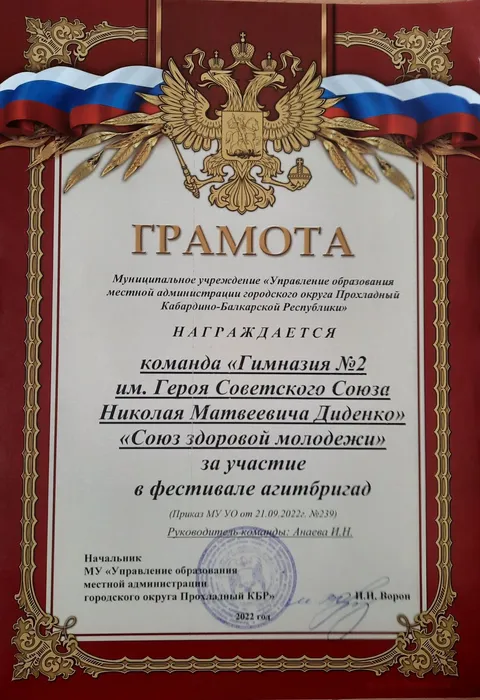 ГРАМОТА
Муниципальное учреждение «Управление образования
местной администрации городского округа Прохладный
Кабардино-Балкарской Республики»
НАГРАЖДАЕТСЯ
команда «Гимназия №2
им. Героя Советского Союза
Николая Матвеевича Диденко»
«Союз здоровой молодежи»
за участие
в фестивале агитбригад
(Приказ МУ УО от 21.09.2022г. №239)
Руководитель команды: Анаева И.Н.
Начальник
МУ «Управление образования
местной администрации
городского округа Прохладный КБР»
И.И. Ворон
2022 год